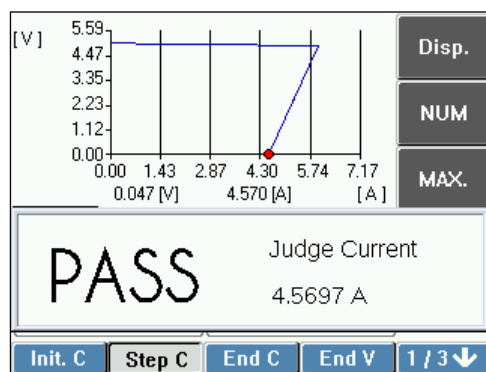 [V]
5.59
4.47
3.35
2.23
1.12
0.00
0.00 1.43 2.87 4.30 5.74 7.17
0.047 [V] 4.570 [A] [A]
Disp.
NUM
MAX.
PASS
Judge Current
4.5697 A
Init. C Step C End C End V 1/3